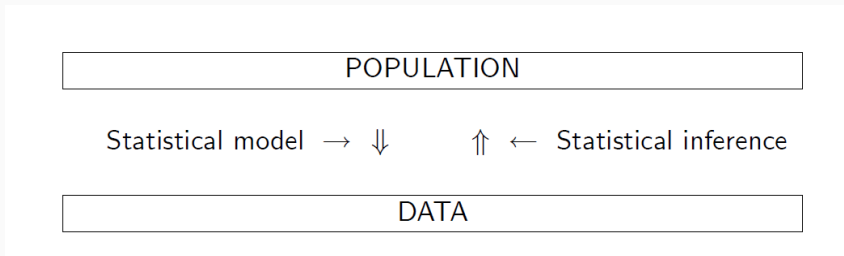 POPULATION
Statistical model → ⇓ ⇑ ← Statistical inference
DATA